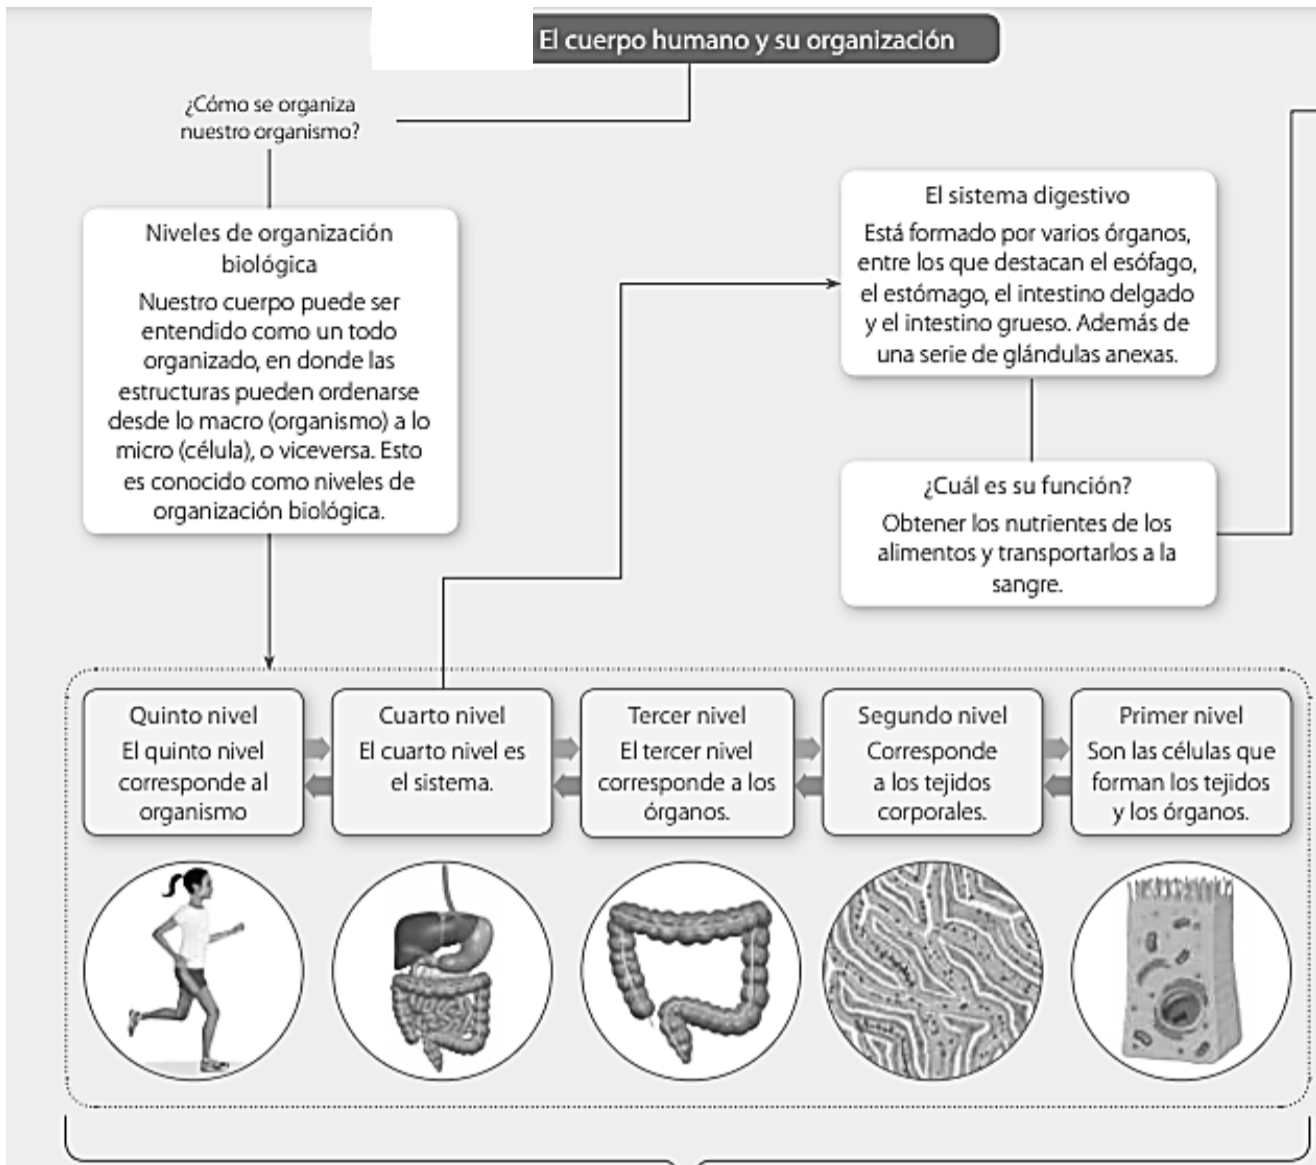 El cuerpo humano y su organización
¿Cómo se organiza
nuestro organismo?
Niveles de organización
biológica
Nuestro cuerpo puede ser
entendido como un todo
organizado, en donde las
estructuras pueden ordenarse
desde lo macro (organismo) a lo
micro (célula), o viceversa. Esto
es conocido como niveles de
organización biológica.
El sistema digestivo
Está formado por varios órganos,
entre los que destacan el esófago,
el estómago, el intestino delgado
y el intestino grueso. Además de
una serie de glándulas anexas.
¿Cuál es su función?
Obtener los nutrientes de los
alimentos y transportarlos a la
sangre.
Quinto nivel
El quinto nivel
corresponde al
organismo
Cuarto nivel
El cuarto nivel es
el sistema.
Tercer nivel
El tercer nivel
corresponde a los
órganos.
Segundo nivel
Corresponde
a los tejidos
corporales.
Primer nivel
Son las células que
forman los tejidos
y los órganos.